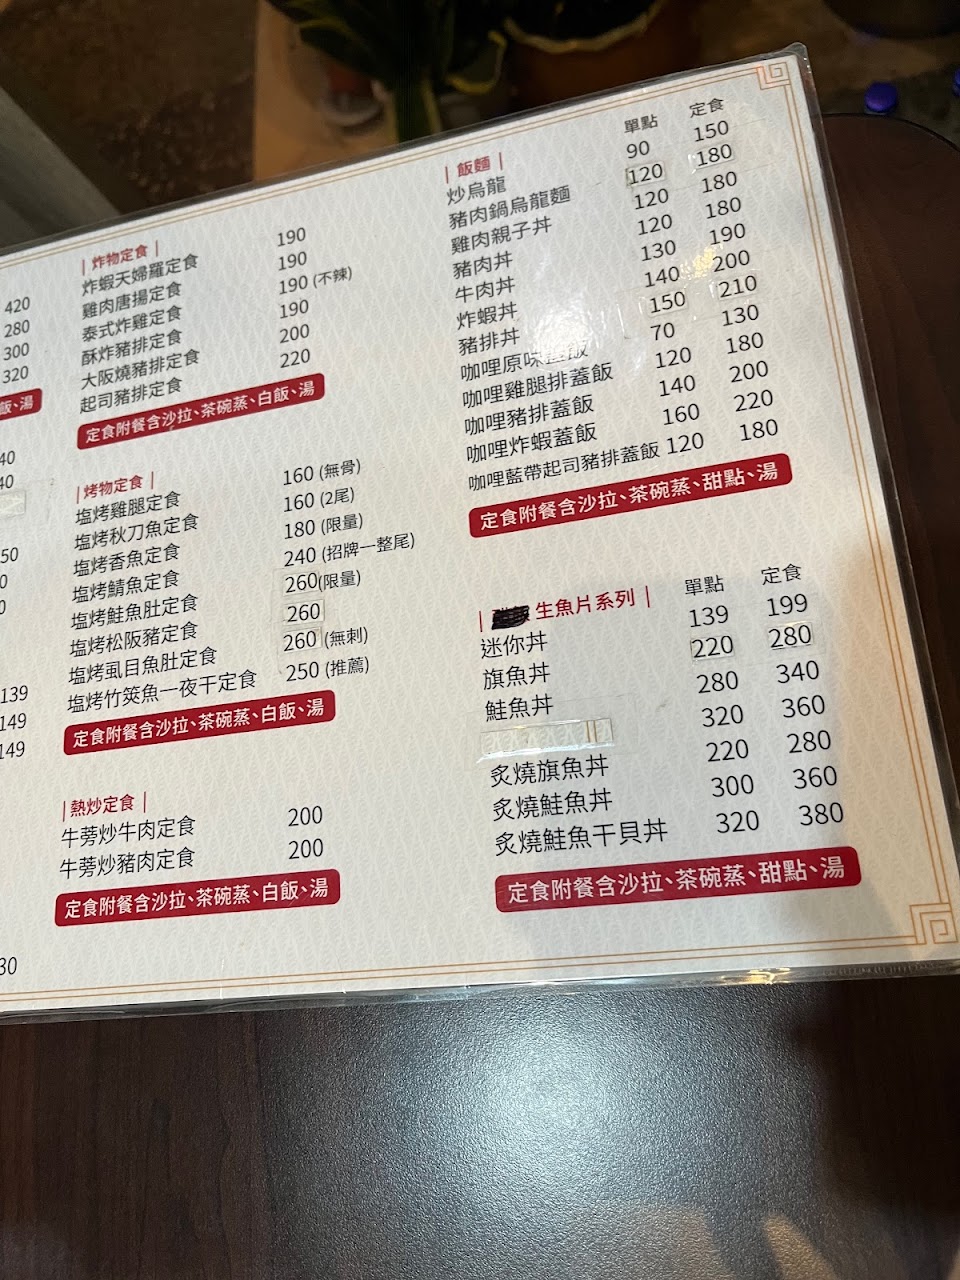 420
280
300
320
飯、湯
40
40
50
0
0
139
149
149
30
| 炸物定食 |
炸蝦天婦羅定食 190
雞肉唐揚定食 190
泰式炸雞定食 190 (不辣)
酥炸豬排定食 190
大阪燒豬排定食 200
起司豬排定食 220
定食附餐含沙拉、茶碗蒸、白飯、湯
| 烤物定食 |
塩烤雞腿定食 160 (無骨)
塩烤秋刀魚定食 160 (2尾)
塩烤香魚定食 180 (限量)
塩烤鯖魚定食 240 (招牌一整尾)
塩烤鮭魚肚定食 260(限量)
塩烤松阪豬定食 260
塩烤虱目魚肚定食 260 (無刺)
塩烤竹筴魚一夜干定食 250 (推薦)
定食附餐含沙拉、茶碗蒸、白飯、湯
| 熱炒定食 |
牛蒡炒牛肉定食 200
牛蒡炒豬肉定食 200
定食附餐含沙拉、茶碗蒸、白飯、湯
| 飯麵 | 單點 定食
炒烏龍 90 150
豬肉鍋烏龍麵 120 180
雞肉親子丼 120 180
豬肉丼 120 180
牛肉丼 130 190
炸蝦丼 140 200
豬排丼 150 210
咖哩原味蓋飯 70 130
咖哩雞腿排蓋飯 120 180
咖哩豬排蓋飯 140 200
咖哩炸蝦蓋飯 160 220
咖哩藍帶起司豬排蓋飯 120 180
定食附餐含沙拉、茶碗蒸、甜點、湯
| 生魚片系列 | 單點 定食
迷你丼 139 199
旗魚丼 220 280
鮭魚丼 280 340
320 360
炙燒旗魚丼 220 280
炙燒鮭魚丼 300 360
炙燒鮭魚干貝丼 320 380
定食附餐含沙拉、茶碗蒸、甜點、湯